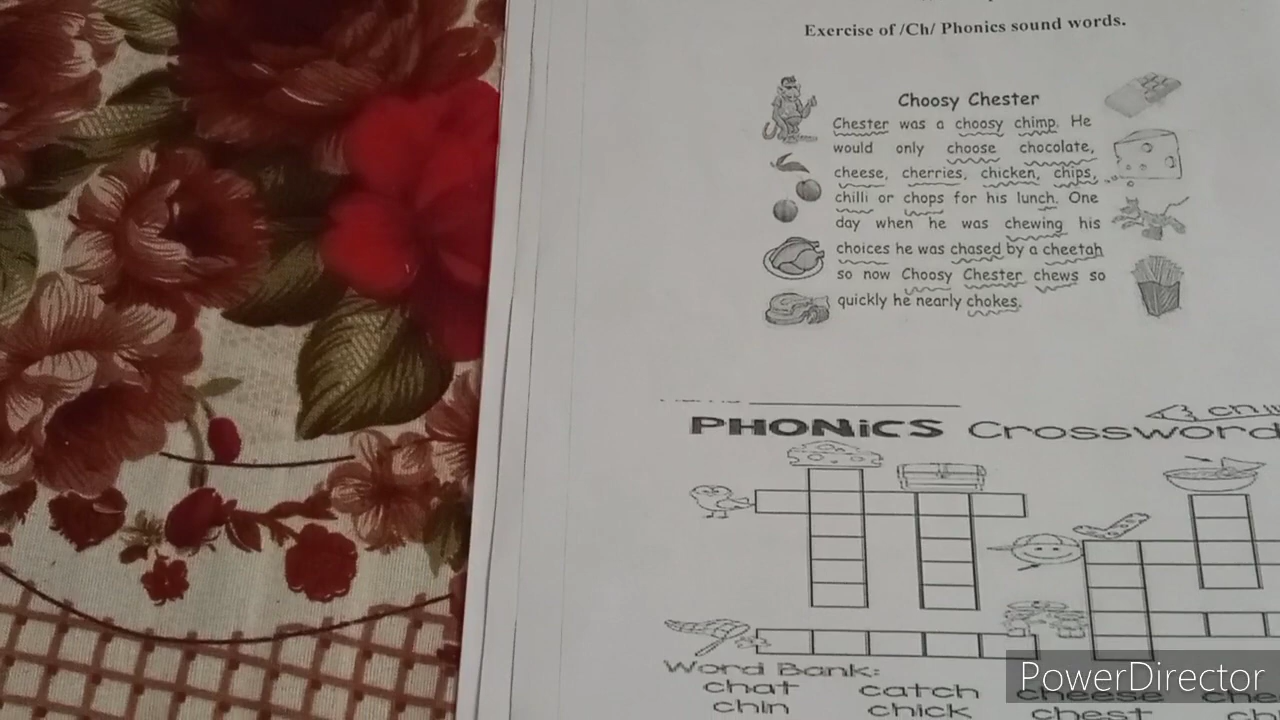 Exercise of /Ch/ Phonics sound words.
Choosy Chester
Chester was a choosy chimp. He
would only choose chocolate,
cheese, cherries, chicken, chips,
chilli or chops for his lunch. One
day when he was chewing his
choices he was chased by a cheetah
so now Choosy Chester chews so
quickly he nearly chokes.
PHONiCS Crossword
Word Bank:
chat catch cheese
chin chick chest
PowerDirector